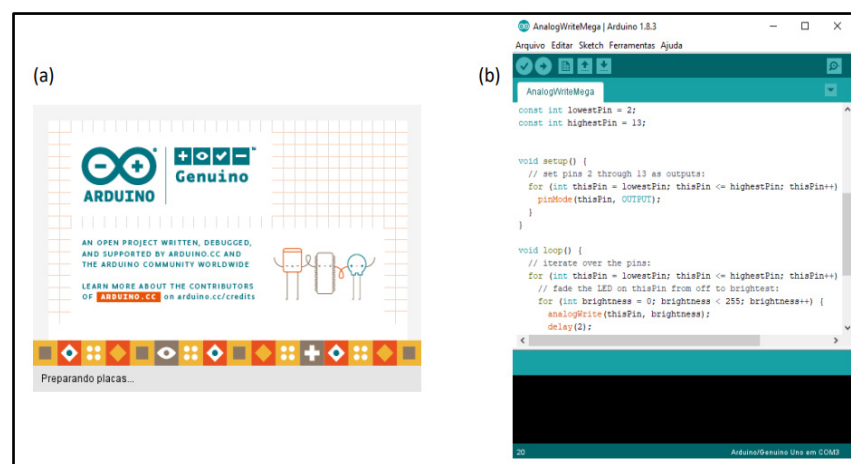 (a)
ARDUINO
Genuino
AN OPEN PROJECT WRITTEN, DEBUGGED,
AND SUPPORTED BY ARDUINO.CC AND
THE ARDUINO COMMUNITY WORLDWIDE
LEARN MORE ABOUT THE CONTRIBUTORS
OF ARDUINO.CC on arduino.cc/credits
Preparando placas...
(b)
AnalogWriteMega | Arduino 1.8.3
Arquivo Editar Sketch Ferramentas Ajuda
AnalogWriteMega
const int lowestPin = 2;
const int highestPin = 13;
void setup() {
// set pins 2 through 13 as outputs:
for (int thisPin = lowestPin; thisPin <= highestPin; thisPin++)
pinMode(thisPin, OUTPUT);
}
}
void loop() {
// iterate over the pins:
for (int thisPin = lowestPin; thisPin <= highestPin; thisPin++)
// fade the LED on thisPin from off to brightest:
for (int brightness = 0; brightness < 255; brightness++) {
analogWrite(thisPin, brightness);
delay(2);
20
Arduino/Genuino Uno em COM3